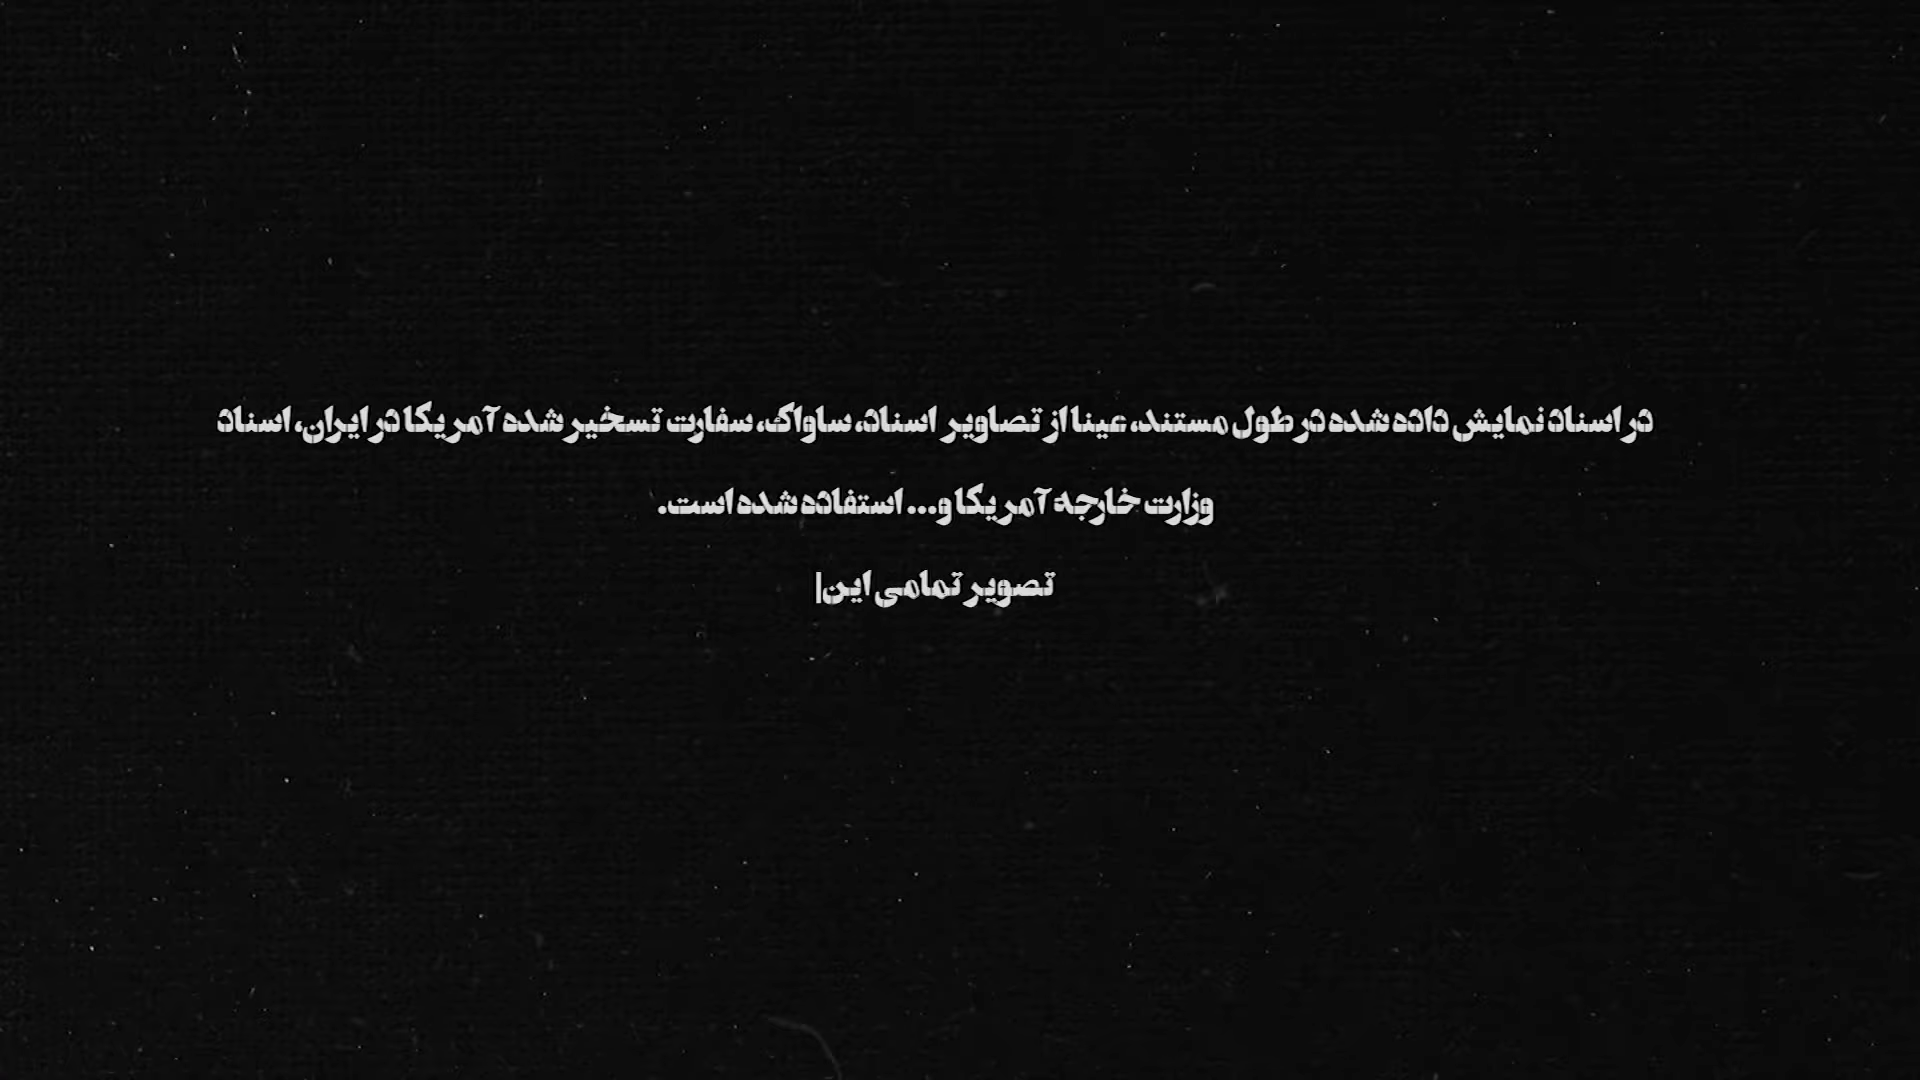 در اسناد نمایش داده شده در طول مستند، عینا از تصاویر اسناد، ساواک، سفارت تسخیر شده آمریکا در ایران، اسناد
وزارت خارجه آمریکا و... استفاده شده است.
تصویر تمامی این|